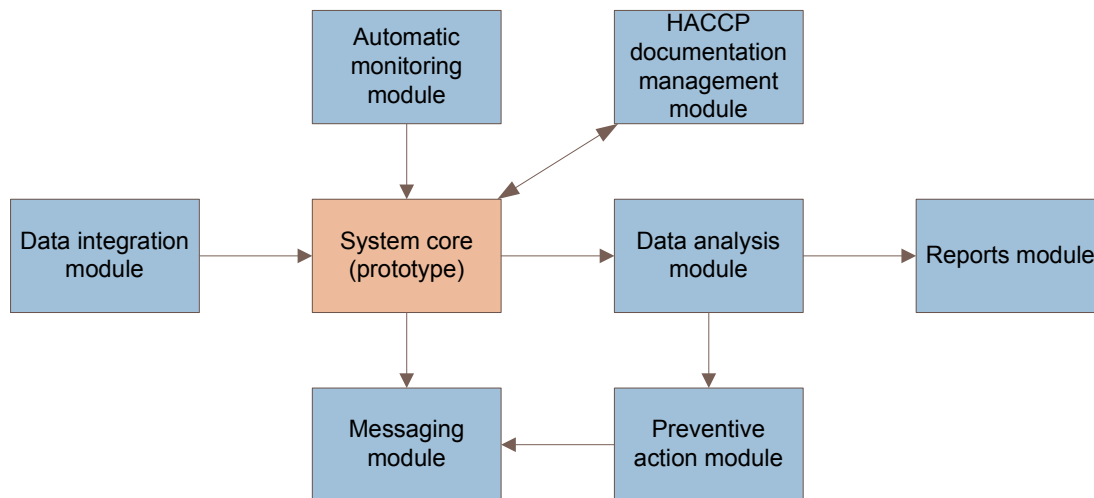 Automatic
monitoring
module
HACCP
documentation
management
module
Data integration
module
System core
(prototype)
Data analysis
module
Reports module
Messaging
module
Preventive
action module